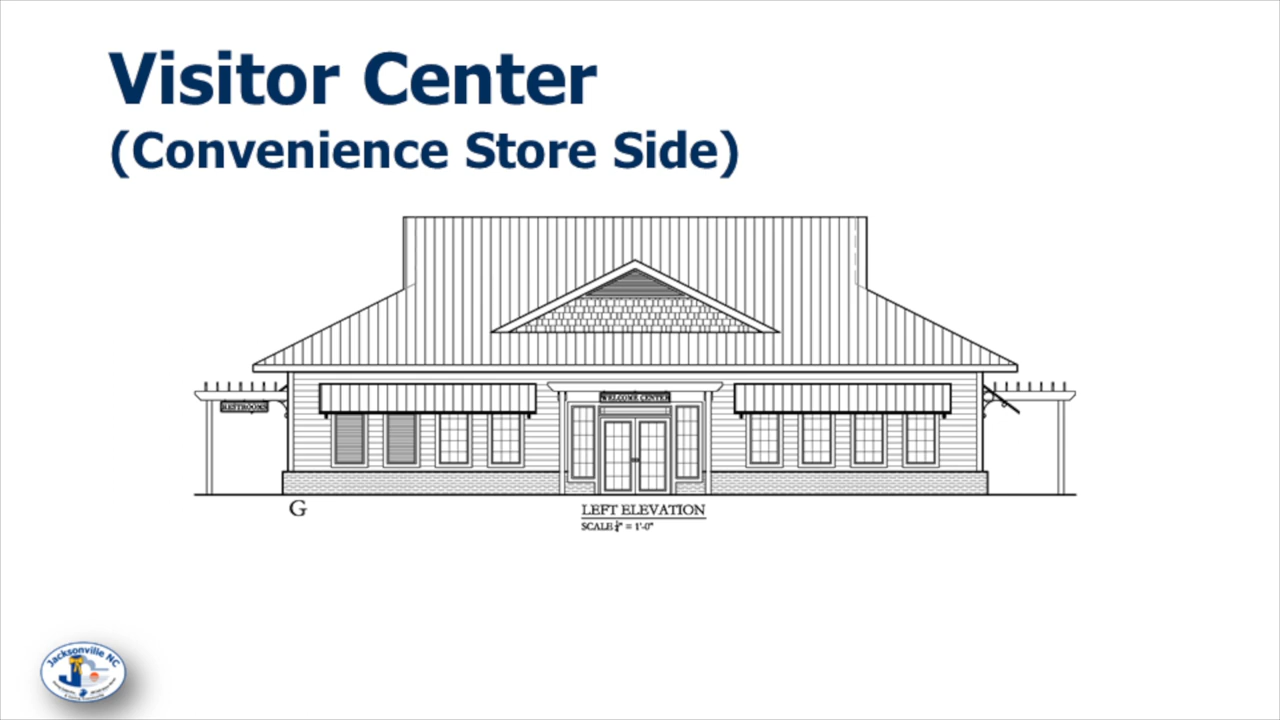 Visitor Center
(Convenience Store Side)
WELCOME CENTER
RESTROOMS
G
LEFT ELEVATION
SCALE ¼" = 1'-0"
Jacksonville NC